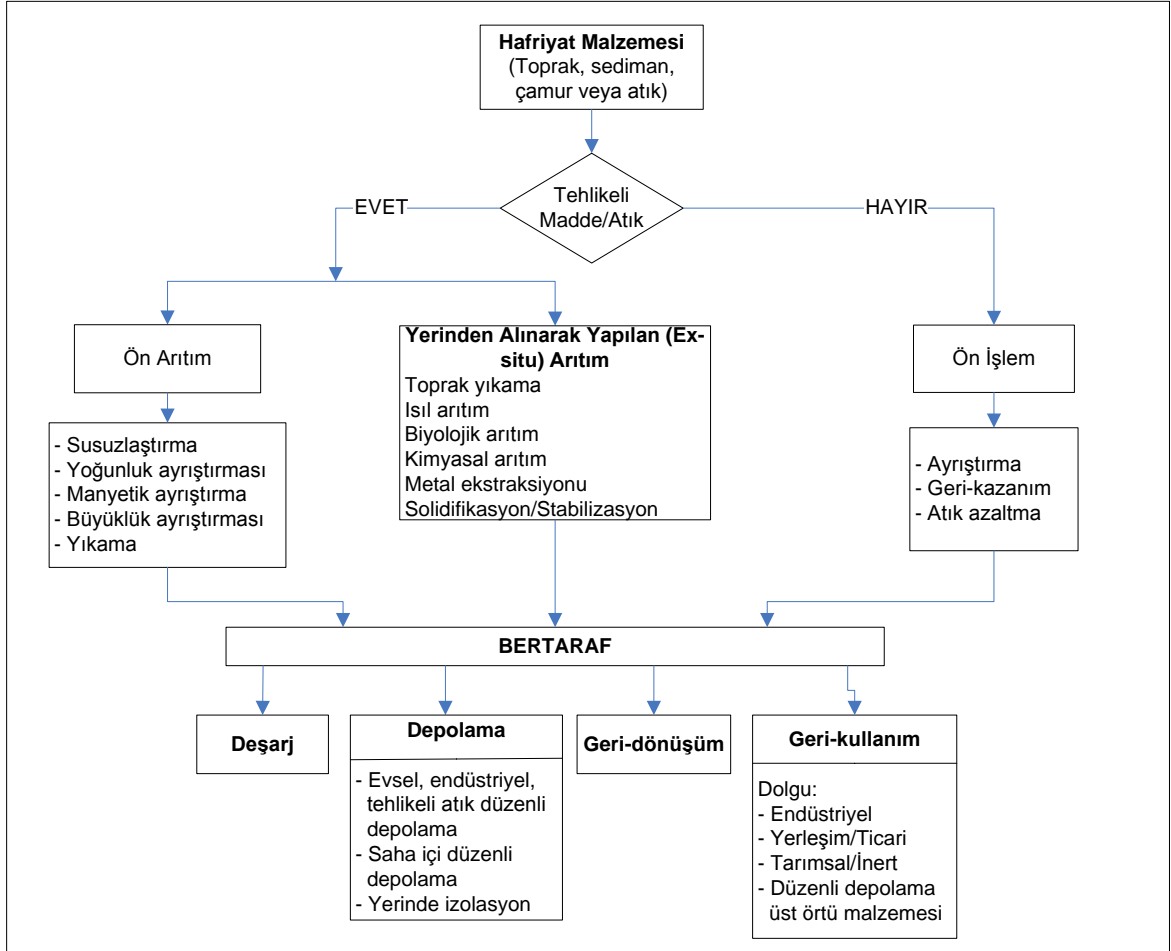 Hafriyat Malzemesi
(Toprak, sediman,
çamur veya atık)
Tehlikeli
Madde/Atık
EVET
HAYIR
Ön Arıtım
Yerinden Alınarak Yapılan (Ex-
situ) Arıtım
Toprak yıkama
Isıl arıtım
Biyolojik arıtım
Kimyasal arıtım
Metal ekstraksiyonu
Solidifikasyon/Stabilizasyon
Ön İşlem
- Susuzlaştırma
- Yoğunluk ayrıştırması
- Manyetik ayrıştırma
- Büyüklük ayrıştırması
- Yıkama
- Ayrıştırma
- Geri-kazanım
- Atık azaltma
BERTARAF
Deşarj
Depolama
- Evsel, endüstriyel,
tehlikeli atık düzenli
depolama
- Saha içi düzenli
depolama
- Yerinde izolasyon
Geri-dönüşüm
Geri-kullanım
Dolgu:
- Endüstriyel
- Yerleşim/Ticari
- Tarımsal/İnert
- Düzenli depolama
üst örtü malzemesi